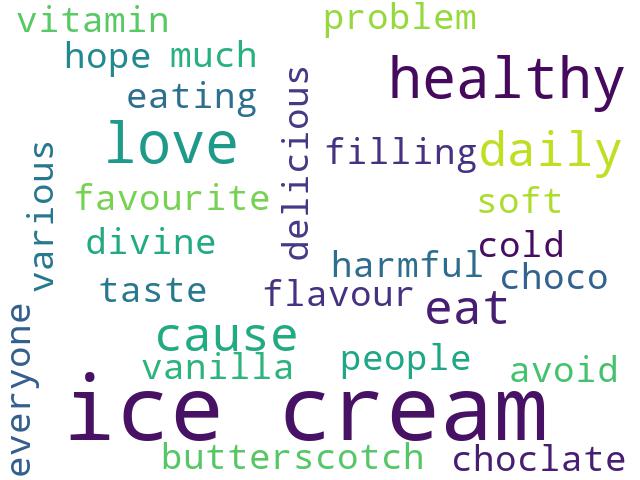 vitamin
problem
hope much
healthy
eating
love
delicious
filling daily
various
favourite
soft
divine
cold
harmful
choco
taste
flavour
eat
everyone
cause
vanilla
people
avoid
ice cream
butterscotch
choclate